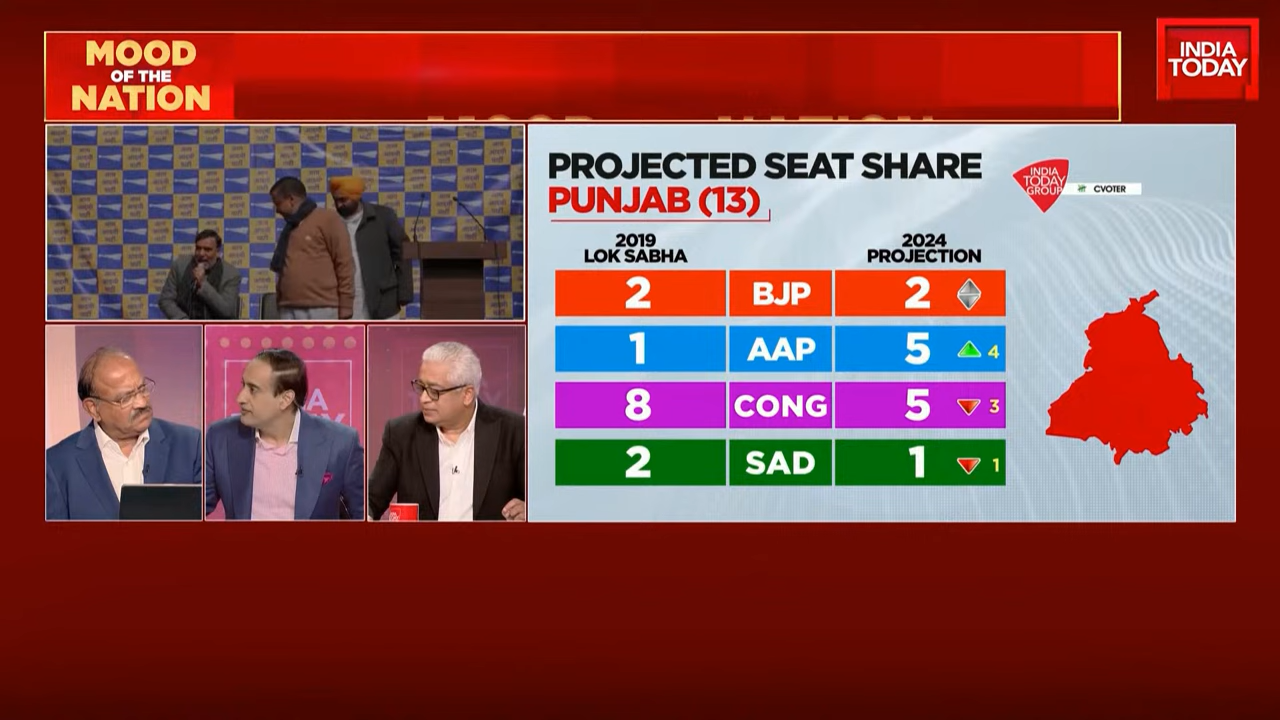 MOOD
OF THE
NATION
INDIA
TODAY
PROJECTED SEAT SHARE
PUNJAB (13)
INDIA
TODAY
GROUP
CVOTER
2019
LOK SABHA
2024
PROJECTION
2 BJP 2
1 AAP 5 4
8 CONG 5 3
2 SAD 1 1